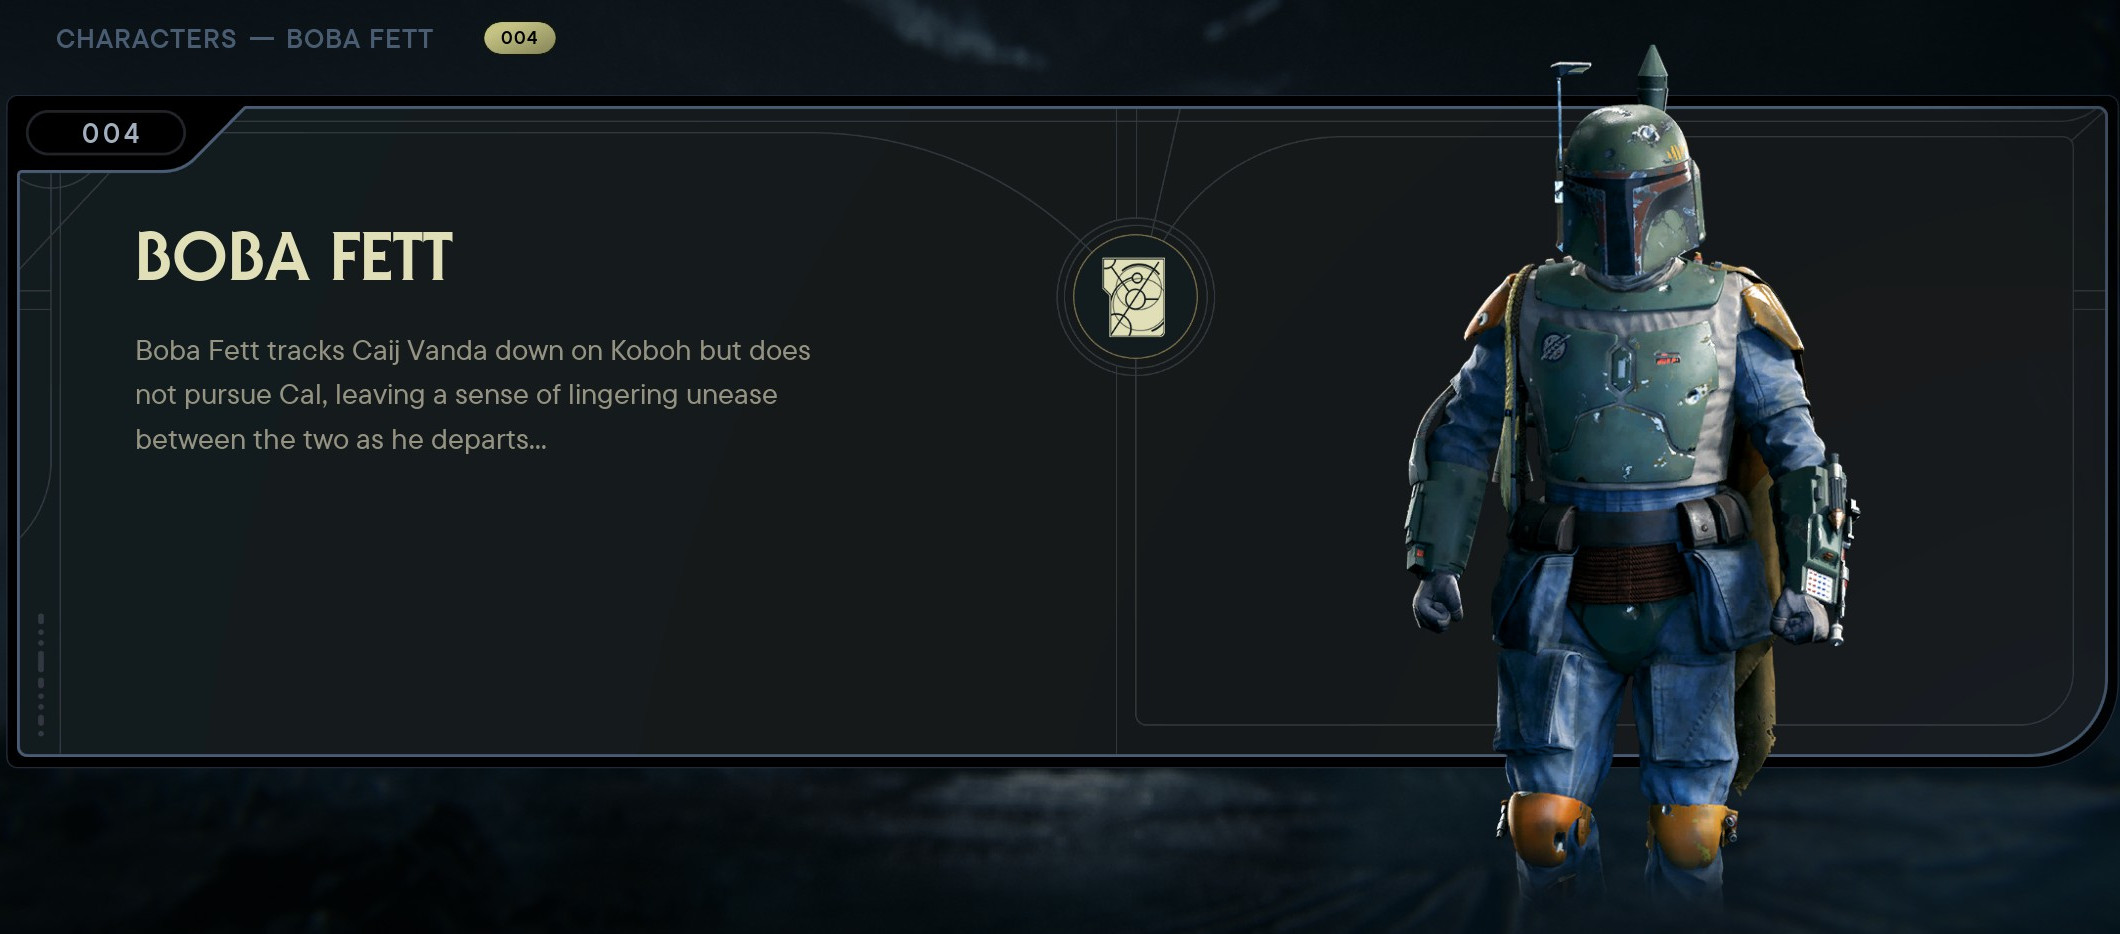 CHARACTERS — BOBA FETT 004
004
BOBA FETT
Boba Fett tracks Caij Vanda down on Koboh but does
not pursue Cal, leaving a sense of lingering unease
between the two as he departs...